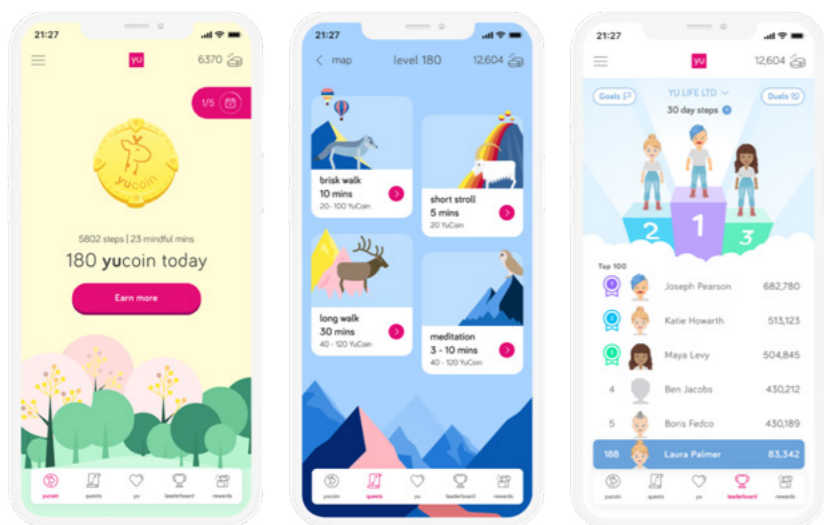 21:27
yu
6370
1/5
yucoin
5802 steps | 23 mindful mins
180 yucoin today
Earn more
yucoin
quests
yu
leaderboard
rewards
21:27
map
level 180
12,604
brisk walk
10 mins
20- 100 YuCoin
short stroll
5 mins
20 YuCoin
long walk
30 mins
40 - 120 YuCoin
meditation
3 - 10 mins
40 - 120 YuCoin
yucoin
quests
yu
leaderboard
rewards
21:27
yu
12,604
Goals
YU LIFE LTD
Duels
30 day steps
2
1
3
Top 100
1
Joseph Pearson
682,780
2
Katie Howarth
513,123
3
Maya Levy
504,845
4
Ben Jacobs
430,212
5
Boris Fedco
430,189
188
Laura Palmer
83,342
yucoin
quests
yu
leaderboard
rewards